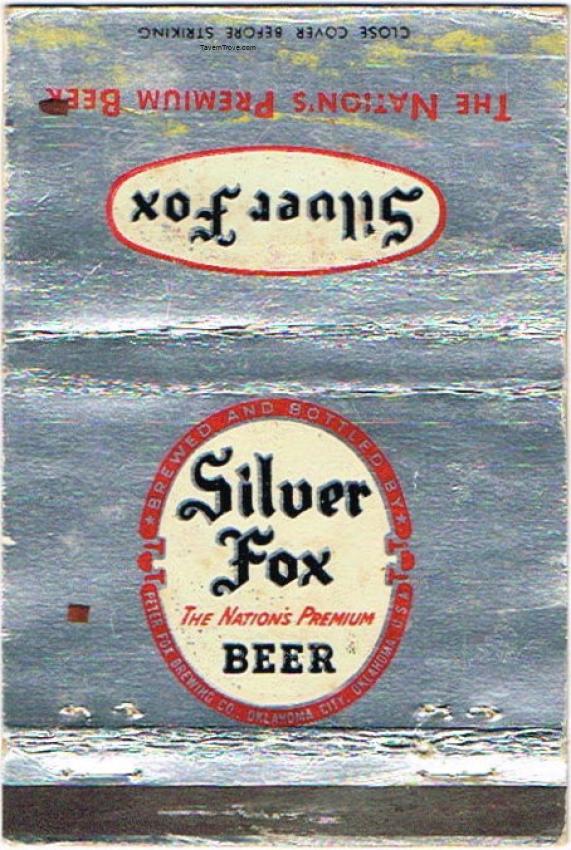 CLOSE COVER BEFORE STRIKING
TavernTrove.com
THE NATION'S PREMIUM BEER
Silver Fox
BREWED AND BOTTLED BY
Silver
Fox
THE NATION'S PREMIUM
BEER
PETER FOX BREWING CO., OKLAHOMA CITY, OKLAHOMA, U.S.A.